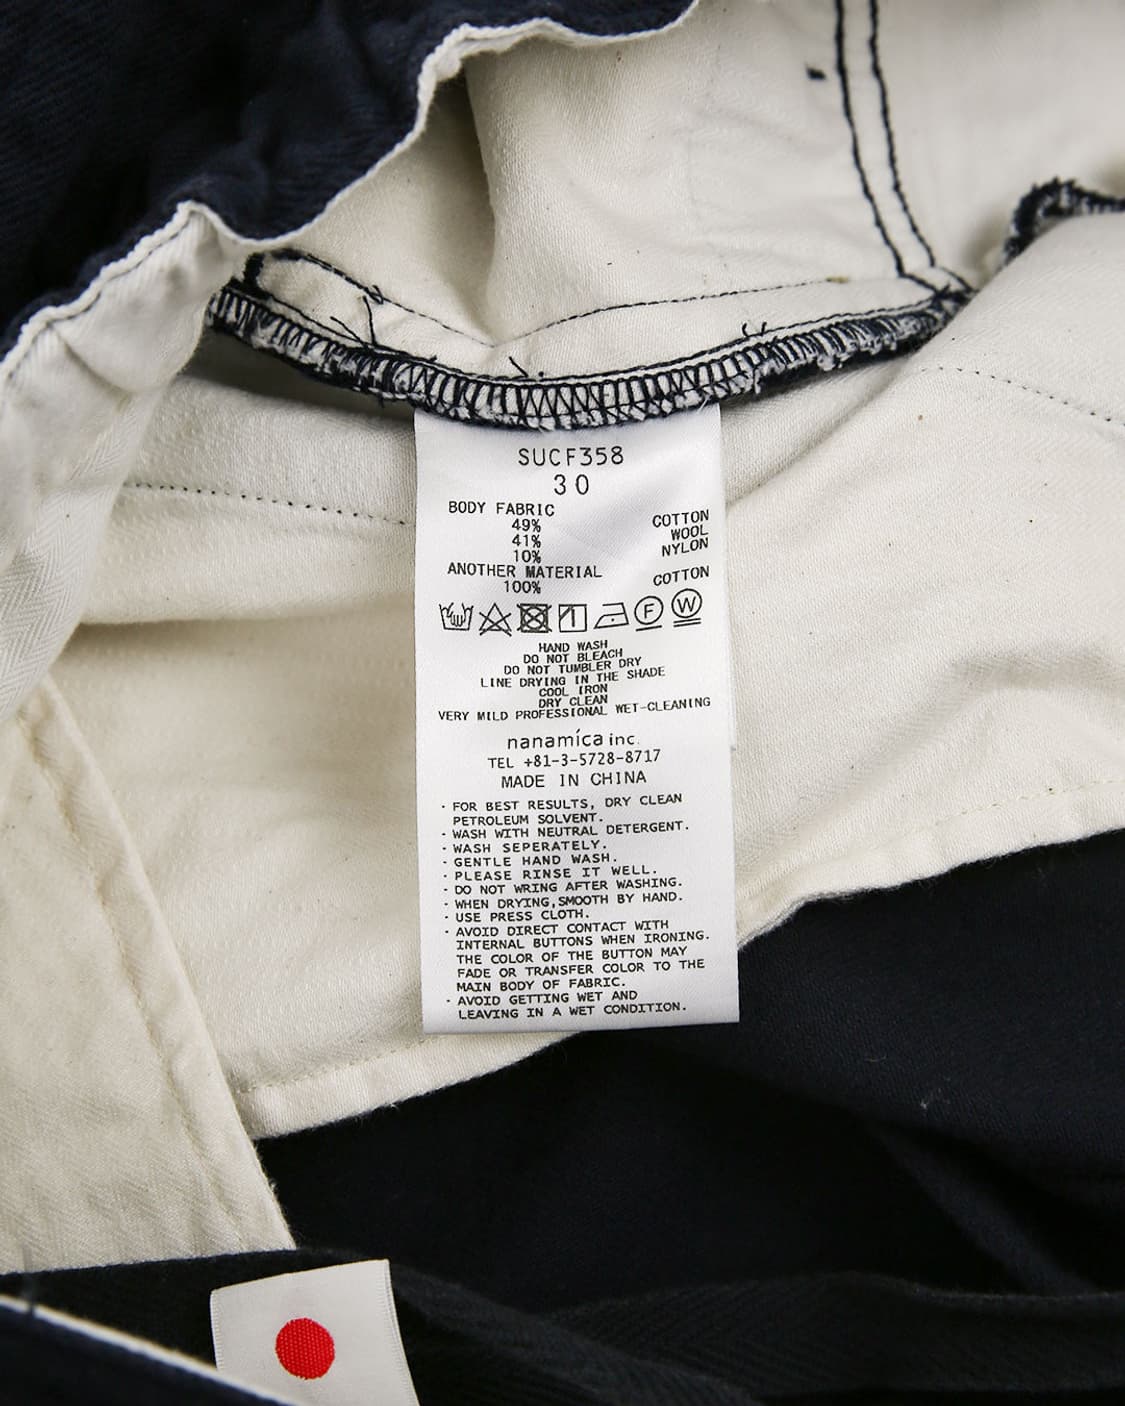 SUCF358
30
BODY FABRIC
49% COTTON
41% WOOL
10% NYLON
ANOTHER MATERIAL
100% COTTON
F W
HAND WASH
DO NOT BLEACH
DO NOT TUMBLER DRY
LINE DRYING IN THE SHADE
COOL IRON
DRY CLEAN
VERY MILD PROFESSIONAL WET-CLEANING
nanamica inc.
TEL +81-3-5728-8717
MADE IN CHINA
· FOR BEST RESULTS, DRY CLEAN
PETROLEUM SOLVENT.
· WASH WITH NEUTRAL DETERGENT.
· WASH SEPERATELY.
· GENTLE HAND WASH.
· PLEASE RINSE IT WELL.
· DO NOT WRING AFTER WASHING.
· WHEN DRYING,SMOOTH BY HAND.
· USE PRESS CLOTH.
· AVOID DIRECT CONTACT WITH
INTERNAL BUTTONS WHEN IRONING.
THE COLOR OF THE BUTTON MAY
FADE OR TRANSFER COLOR TO THE
MAIN BODY OF FABRIC.
· AVOID GETTING WET AND
LEAVING IN A WET CONDITION.